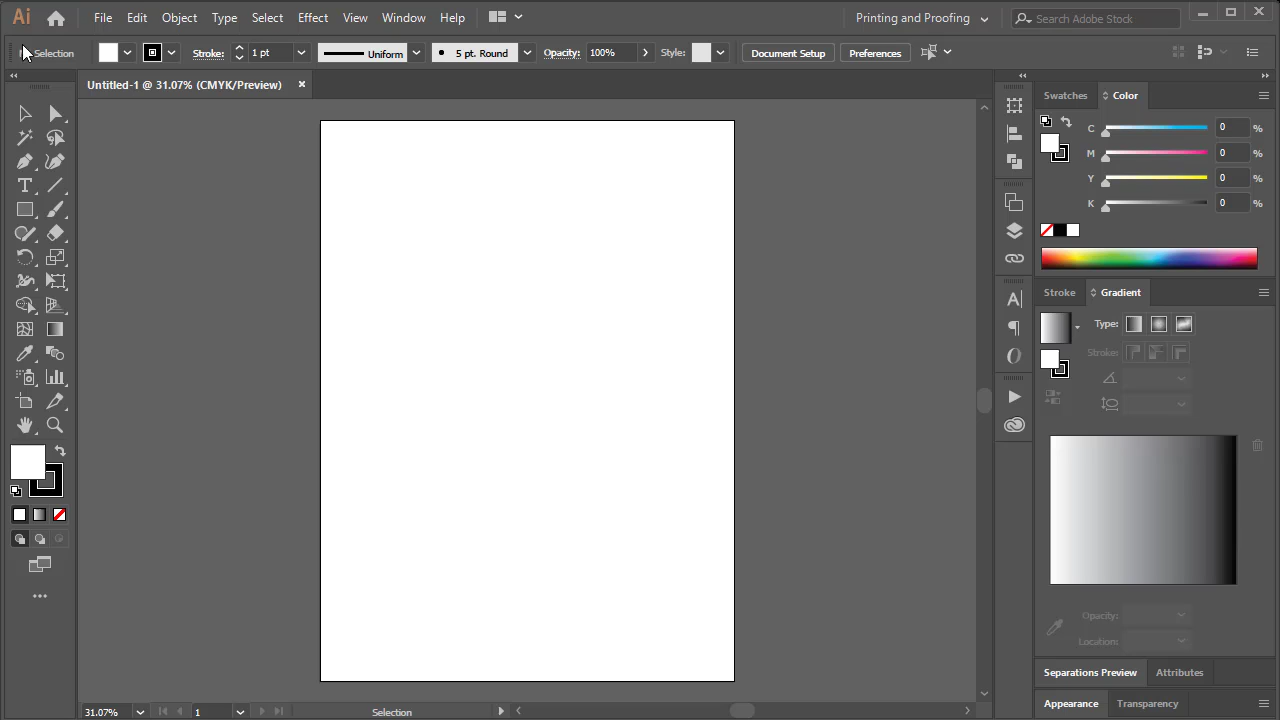 Ai File Edit Object Type Select Effect View Window Help Printing and Proofing Search Adobe Stock
Selection Stroke: 1 pt Uniform 5 pt. Round Opacity: 100% Style: Document Setup Preferences
Untitled-1 @ 31.07% (CMYK/Preview)
Swatches Color
C 0 %
M 0 %
Y 0 %
K 0 %
Stroke Gradient
Type:
Stroke:
Opacity:
Location:
Separations Preview Attributes
Appearance Transparency
31.07% 1 Selection